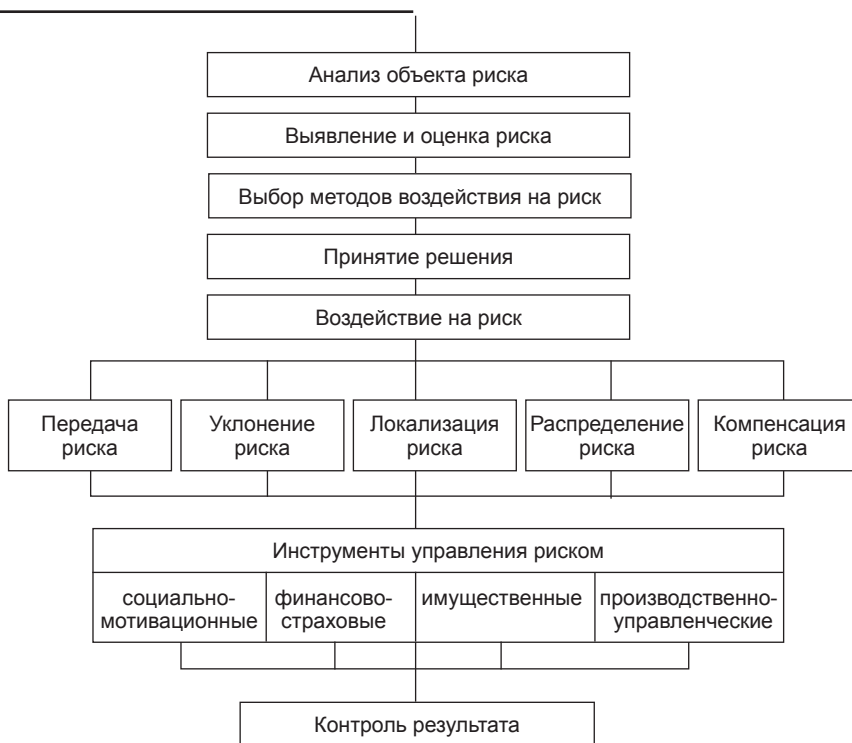 Анализ объекта риска
Выявление и оценка риска
Выбор методов воздействия на риск
Принятие решения
Воздействие на риск
Передача
риска
Уклонение
риска
Локализация
риска
Распределение
риска
Компенсация
риска
Инструменты управления риском
социально-
мотивационные
финансово-
страховые
имущественные
производственно-
управленческие
Контроль результата